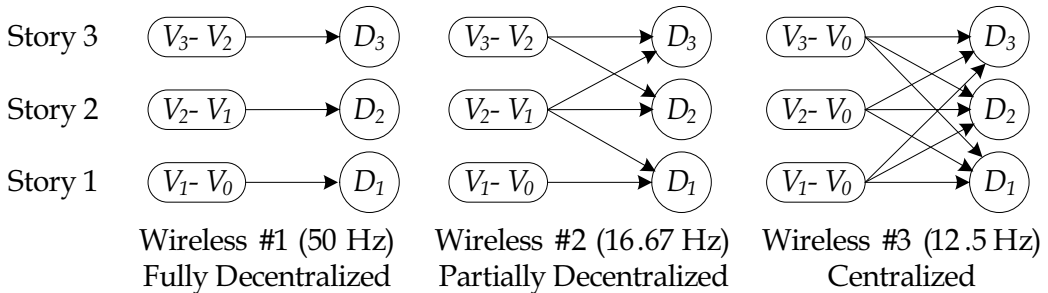 Story 3 V₃- V₂ D₃ V₃- V₂ D₃ V₃- V₀ D₃
Story 2 V₂- V₁ D₂ V₂- V₁ D₂ V₂- V₀ D₂
Story 1 V₁- V₀ D₁ V₁- V₀ D₁ V₁- V₀ D₁
Wireless #1 (50 Hz) Wireless #2 (16.67 Hz) Wireless #3 (12.5 Hz)
Fully Decentralized Partially Decentralized Centralized